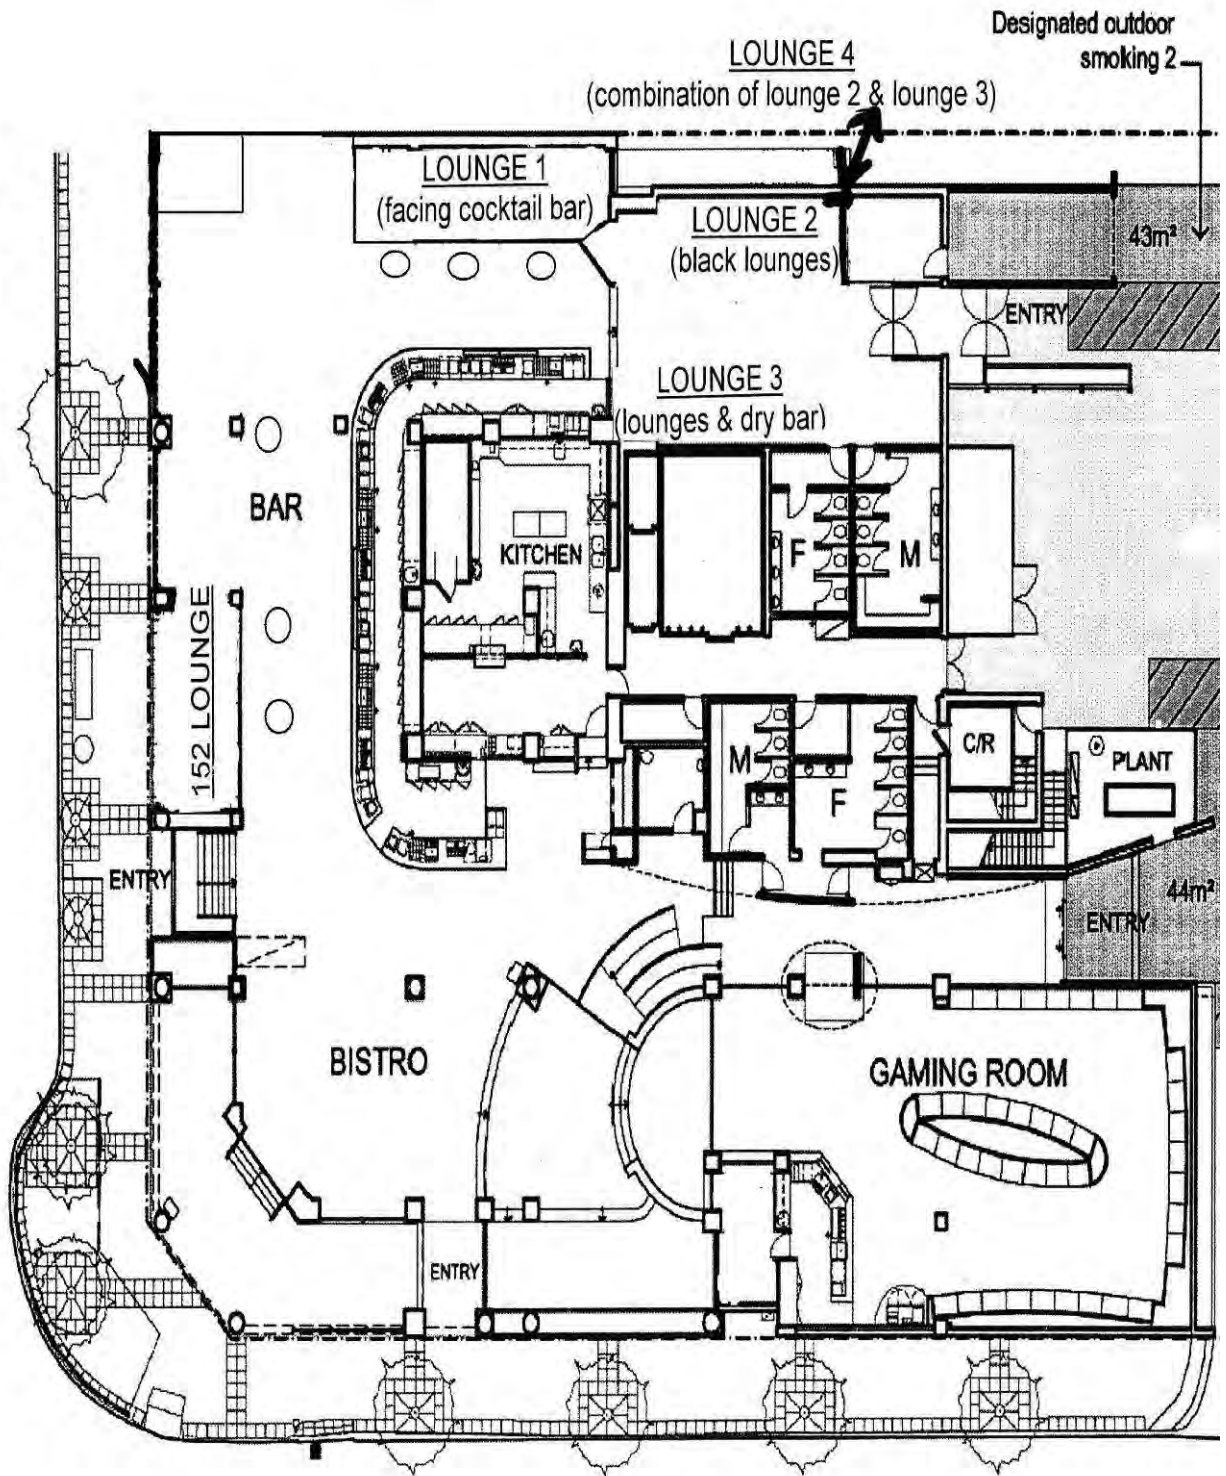 Designated outdoor
smoking 2
LOUNGE 4
(combination of lounge 2 & lounge 3)
LOUNGE 1
(facing cocktail bar)
LOUNGE 2
(black lounges)
43m²
ENTRY
LOUNGE 3
(lounges & dry bar)
BAR
KITCHEN
F
M
152 LOUNGE
C/R
PLANT
M
F
ENTRY
44m²
ENTRY
BISTRO
GAMING ROOM
ENTRY